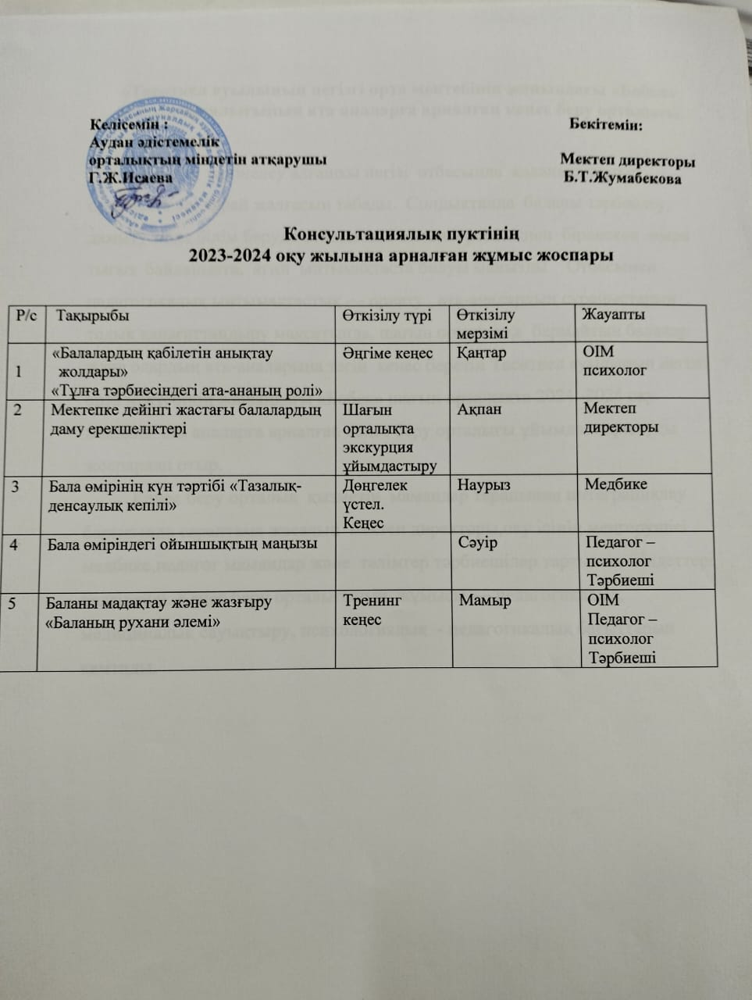 Келісемін :
Аудан әдістемелік
орталықтың міндетін атқарушы
Г.Ж.Исаева
Бекітемін:
Мектеп директоры
Б.Т.Жумабекова
Консультациялық пуктінің
2023-2024 оқу жылына арналған жұмыс жоспары
Р/с Тақырыбы Өткізілу түрі Өткізілу мерзімі Жауапты
1 «Балалардың қабілетін анықтау
жолдары»
«Тұлға тәрбиесіндегі ата-ананың ролі»
Әңгіме кеңес
Қаңтар
ОІМ
психолог
2 Мектепке дейінгі жастағы балалардың
даму ерекшеліктері
Шағын
орталықта
экскурция
ұйымдастыру
Ақпан
Мектеп
директоры
3 Бала өмірінің күн тәртібі «Тазалық-
денсаулық кепілі»
Дөңгелек
үстел.
Кеңес
Наурыз
Медбике
4 Бала өміріндегі ойыншықтың маңызы
Сәуір
Педагог –
психолог
Тәрбиеші
5 Баланы мадақтау және жазғыру
«Баланың рухани әлемі»
Тренинг
кеңес
Мамыр
ОІМ
Педагог –
психолог
Тәрбиеші